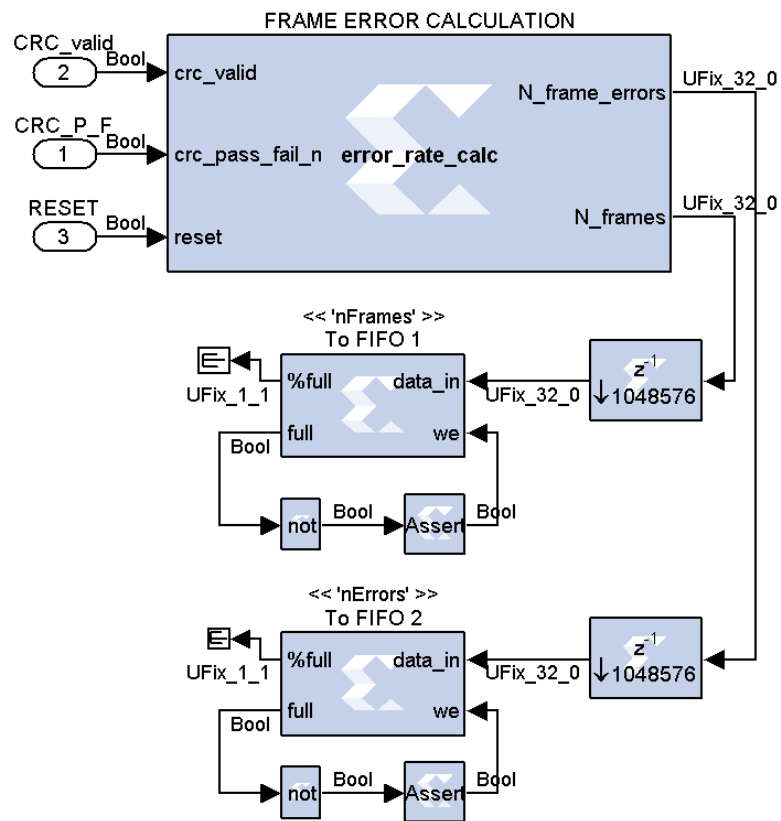 FRAME ERROR CALCULATION
CRC_valid
2
Bool
crc_valid
N_frame_errors
UFix_32_0
CRC_P_F
1
Bool
crc_pass_fail_n
error_rate_calc
RESET
3
Bool
reset
N_frames
UFix_32_0
<< 'nFrames' >>
To FIFO 1
%full
data_in
UFix_1_1
UFix_32_0
z-1
↓1048576
full
we
Bool
not
Bool
Assert
Bool
<< 'nErrors' >>
To FIFO 2
%full
data_in
UFix_1_1
UFix_32_0
z-1
↓1048576
full
we
Bool
not
Bool
Assert
Bool